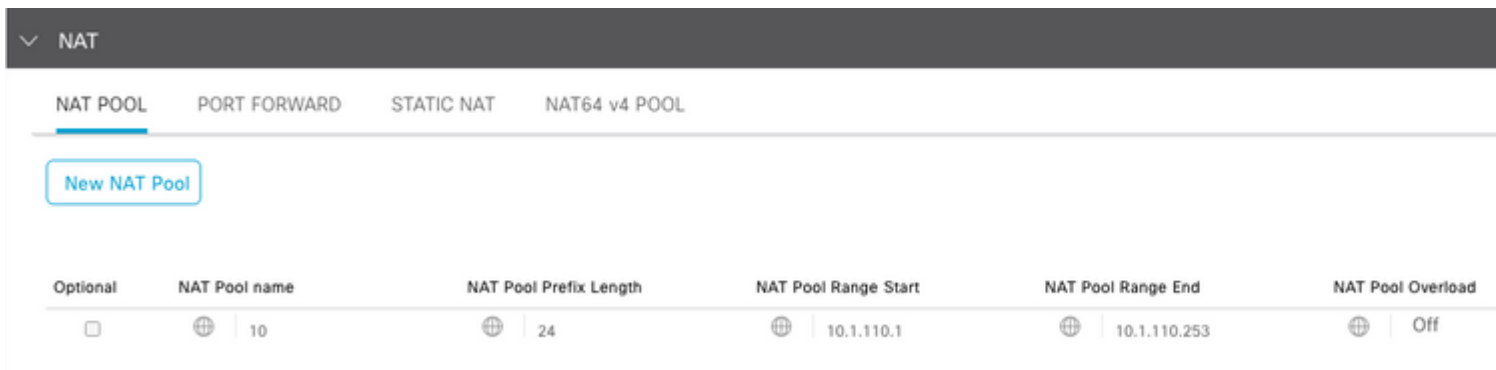 NAT
NAT POOL PORT FORWARD STATIC NAT NAT64 v4 POOL
New NAT Pool
Optional NAT Pool name NAT Pool Prefix Length NAT Pool Range Start NAT Pool Range End NAT Pool Overload
10 24 10.1.110.1 10.1.110.253 Off